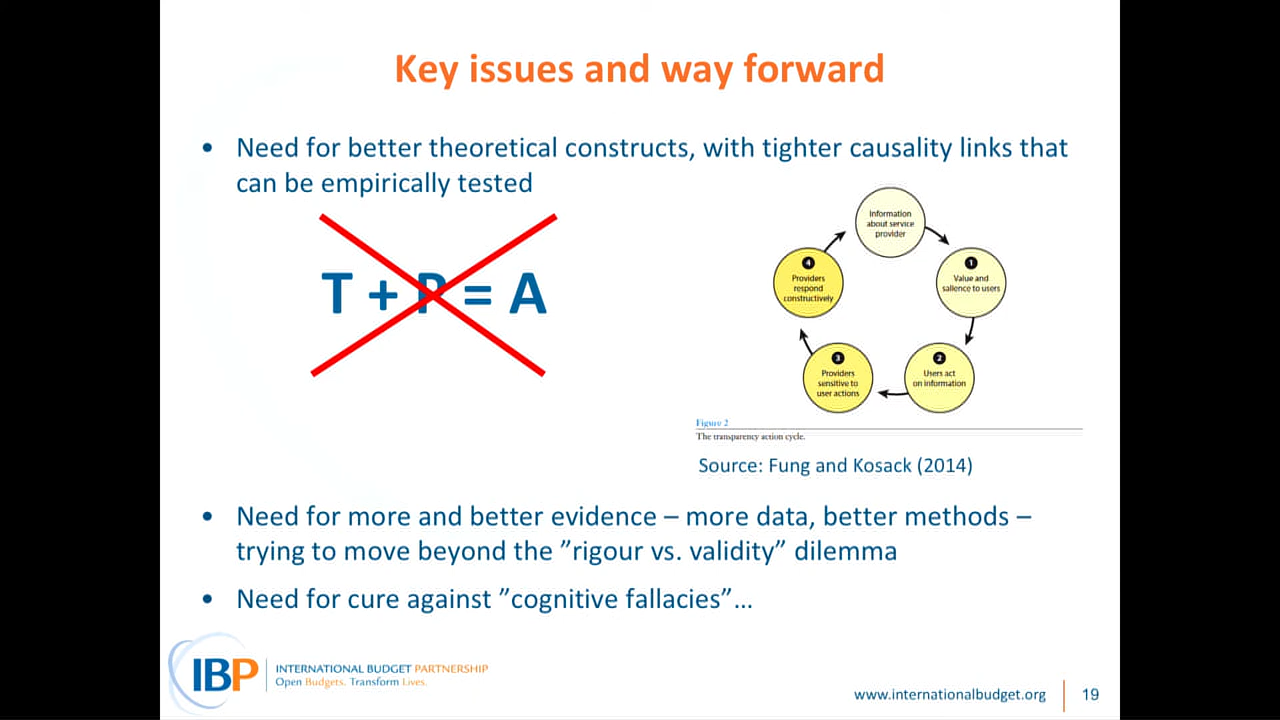 Key issues and way forward
• Need for better theoretical constructs, with tighter causality links that
can be empirically tested
T + P = A
Information
about service
provider
1
Value and
salience to users
2
Users act
on information
3
Providers
sensitive to
user actions
4
Providers
respond
constructively
Figure 2
The transparency action cycle.
Source: Fung and Kosack (2014)
• Need for more and better evidence – more data, better methods –
trying to move beyond the ”rigour vs. validity” dilemma
• Need for cure against ”cognitive fallacies”…
IBP
INTERNATIONAL BUDGET PARTNERSHIP
Open Budgets. Transform Lives.
www.internationalbudget.org
19